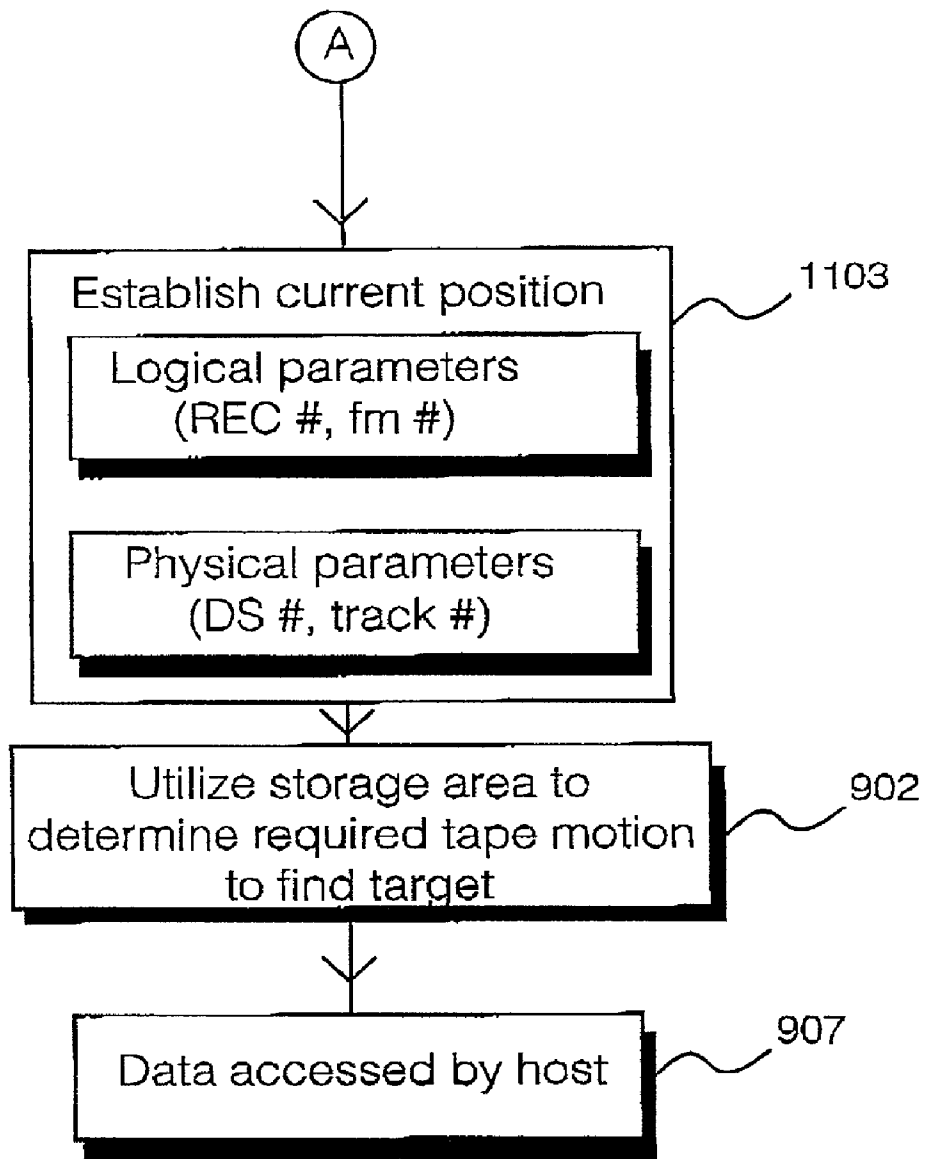 A
Establish current position
1103
Logical parameters
(REC #, fm #)
Physical parameters
(DS #, track #)
Utilize storage area to
determine required tape motion
to find target
902
Data accessed by host
907